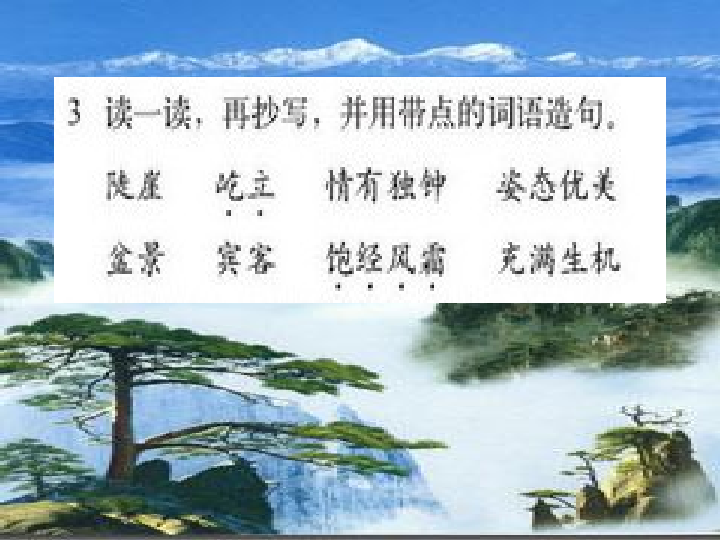 3 读一读，再抄写，并用带点的词语造句。
陡崖 屹立 情有独钟 姿态优美
盆景 宾客 饱经风霜 充满生机